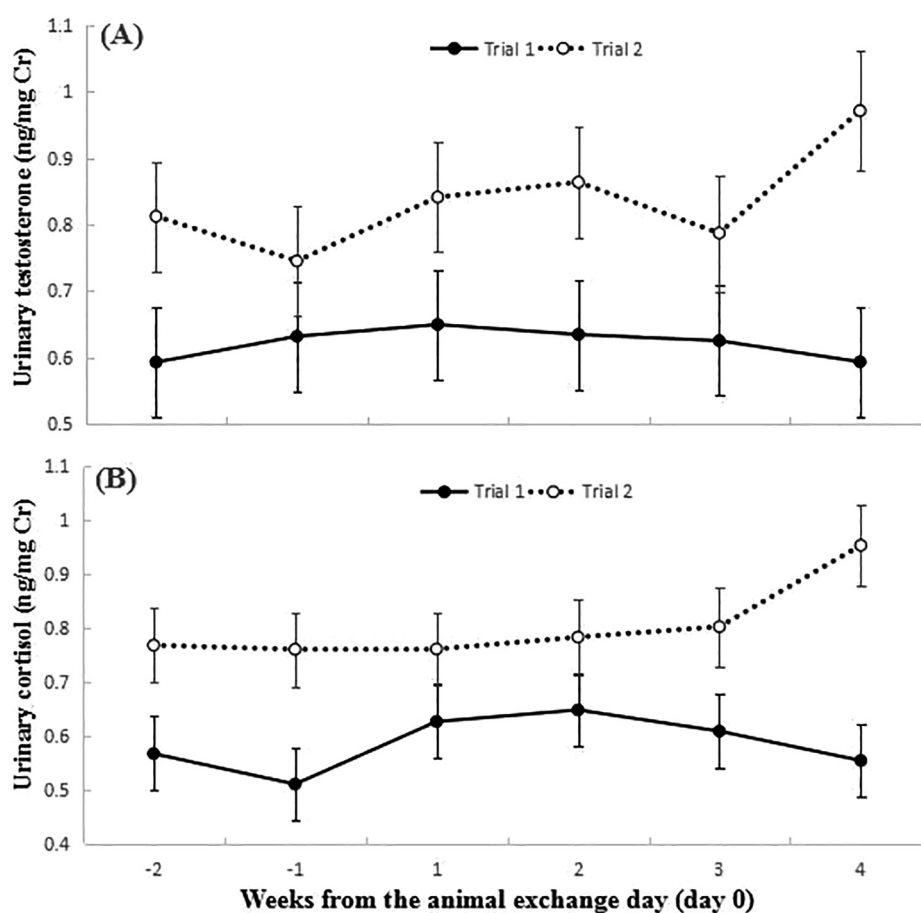 (A)
Trial 1 Trial 2
Urinary testosterone (ng/mg Cr)
1.1
1
0.9
0.8
0.7
0.6
0.5
(B)
Trial 1 Trial 2
Urinary cortisol (ng/mg Cr)
1.1
1
0.9
0.8
0.7
0.6
0.5
0.4
-2 -1 1 2 3 4
Weeks from the animal exchange day (day 0)